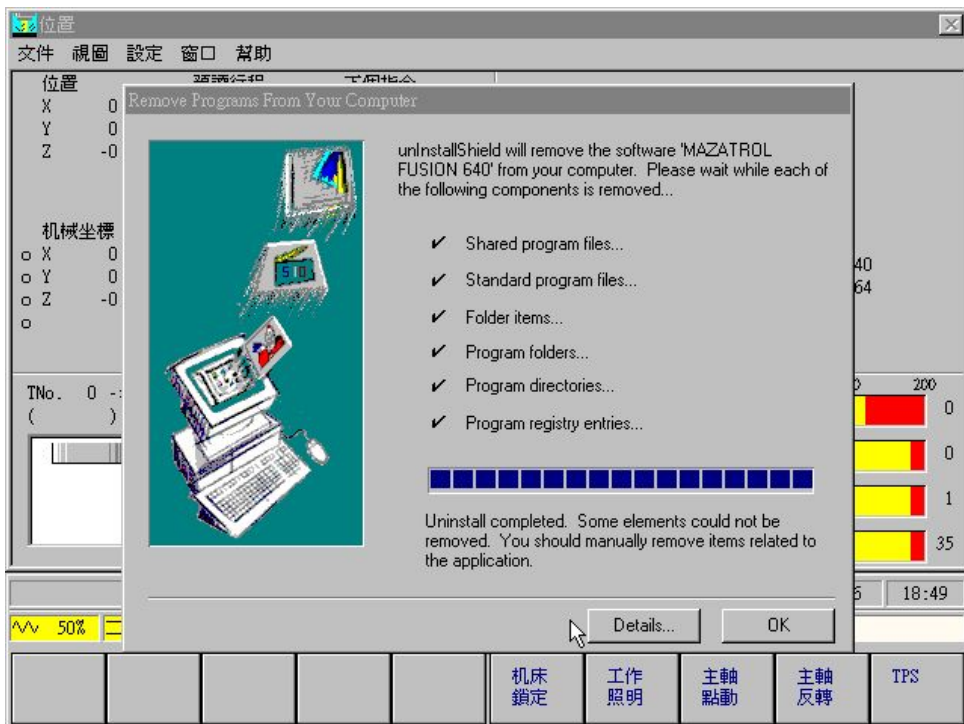 位置
文件 視圖 設定 窗口 幫助
位置
X 0
Y 0
Z -0
机械坐標
X 0
Y 0
Z -0
Remove Programs From Your Computer
unInstallShield will remove the software 'MAZATROL
FUSION 640' from your computer. Please wait while each of
the following components is removed...
✔ Shared program files...
✔ Standard program files...
✔ Folder items...
✔ Program folders...
✔ Program directories...
✔ Program registry entries...
Uninstall completed. Some elements could not be
removed. You should manually remove items related to
the application.
Details... OK
40
64
TNo. 0
( )
200
0
0
1
35
18:49
50%
机床
鎖定
工作
照明
主軸
點動
主軸
反轉
TPS